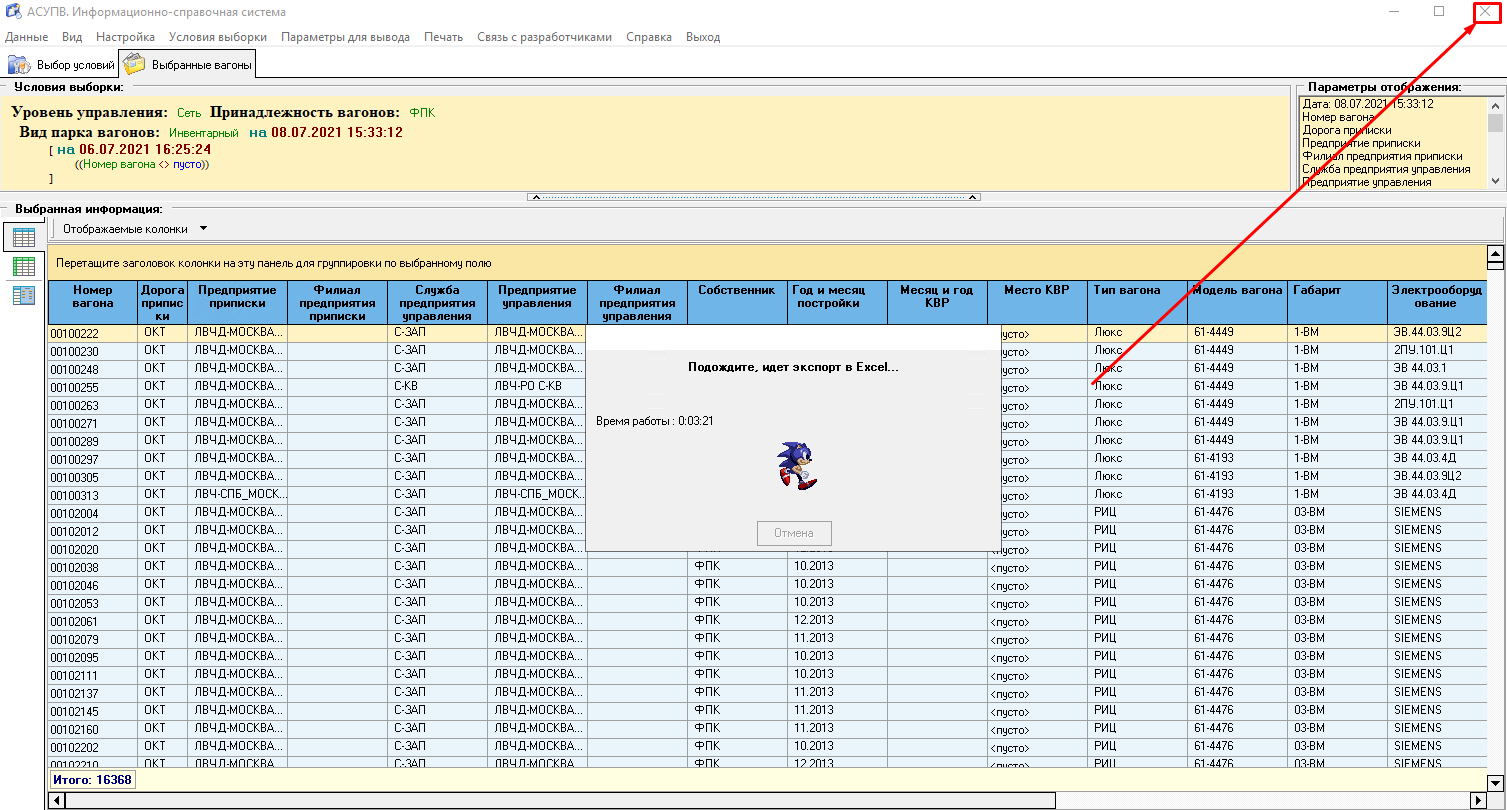 АСУПВ. Информационно-справочная система
Данные Вид Настройка Условия выборки Параметры для вывода Печать Связь с разработчиками Справка Выход
Выбор условий Выбранные вагоны
Условия выборки:
Уровень управления: Сеть Принадлежность вагонов: ФПК
Вид парка вагонов: Инвентарный на 08.07.2021 15:33:12
[ на 06.07.2021 16:25:24
((Номер вагона <> пусто))
]
Параметры отображения:
Дата: 08.07.2021 15:33:12
Номер вагона
Дорога приписки
Предприятие приписки
Филиал предприятия приписки
Служба предприятия управления
Предприятие управления
Выбранная информация:
Отображаемые колонки
Перетащите заголовок колонки на эту панель для группировки по выбранному полю
Номер вагона Дорога припис ки Предприятие приписки Филиал предприятия приписки Служба предприятия управления Предприятие управления Филиал предприятия управления Собственник Год и месяц постройки Месяц и год КВР Место КВР Тип вагона Модель вагона Габарит Электрооборуд ование
00100222 ОКТ ЛВЧД-МОСКВА... С-ЗАП ЛВЧД-МОСКВА... усто> Люкс 61-4449 1-ВМ ЭВ.44.03.9Ц2
00100230 ОКТ ЛВЧД-МОСКВА... С-ЗАП ЛВЧД-МОСКВА... усто> Люкс 61-4449 1-ВМ 2ПУ.101.Ц1
00100248 ОКТ ЛВЧД-МОСКВА... С-ЗАП ЛВЧД-МОСКВА... усто> Люкс 61-4449 1-ВМ ЭВ 44.03.1
00100255 ОКТ ЛВЧД-МОСКВА... С-КВ ЛВЧ-РО С-КВ усто> Люкс 61-4449 1-ВМ ЭВ 44.03.9.Ц1
00100263 ОКТ ЛВЧД-МОСКВА... С-ЗАП ЛВЧД-МОСКВА... усто> Люкс 61-4449 1-ВМ 2ПУ.101.Ц1
00100271 ОКТ ЛВЧД-МОСКВА... С-ЗАП ЛВЧД-МОСКВА... усто> Люкс 61-4449 1-ВМ ЭВ 44.03.9.Ц1
00100289 ОКТ ЛВЧД-МОСКВА... С-ЗАП ЛВЧД-МОСКВА... усто> Люкс 61-4449 1-ВМ ЭВ 44.03.9.Ц1
00100297 ОКТ ЛВЧД-МОСКВА... С-ЗАП ЛВЧД-МОСКВА... усто> Люкс 61-4193 1-ВМ ЭВ 44.03.4Д
00100305 ОКТ ЛВЧД-МОСКВА... С-ЗАП ЛВЧД-МОСКВА... усто> Люкс 61-4193 1-ВМ ЭВ 44.03.9Ц2
00100313 ОКТ ЛВЧ-СПБ_МОСК... С-ЗАП ЛВЧ-СПБ_МОСК... усто> Люкс 61-4193 1-ВМ ЭВ 44.03.4Д
00102004 ОКТ ЛВЧД-МОСКВА... С-ЗАП ЛВЧД-МОСКВА... усто> РИЦ 61-4476 03-ВМ SIEMENS
00102012 ОКТ ЛВЧД-МОСКВА... С-ЗАП ЛВЧД-МОСКВА... усто> РИЦ 61-4476 03-ВМ SIEMENS
00102020 ОКТ ЛВЧД-МОСКВА... С-ЗАП ЛВЧД-МОСКВА... РИЦ 61-4476 03-ВМ SIEMENS
00102038 ОКТ ЛВЧД-МОСКВА... С-ЗАП ЛВЧД-МОСКВА... ФПК 10.2013 <пусто> РИЦ 61-4476 03-ВМ SIEMENS
00102046 ОКТ ЛВЧД-МОСКВА... С-ЗАП ЛВЧД-МОСКВА... ФПК 10.2013 <пусто> РИЦ 61-4476 03-ВМ SIEMENS
00102053 ОКТ ЛВЧД-МОСКВА... С-ЗАП ЛВЧД-МОСКВА... ФПК 10.2013 <пусто> РИЦ 61-4476 03-ВМ SIEMENS
00102061 ОКТ ЛВЧД-МОСКВА... С-ЗАП ЛВЧД-МОСКВА... ФПК 12.2013 <пусто> РИЦ 61-4476 03-ВМ SIEMENS
00102079 ОКТ ЛВЧД-МОСКВА... С-ЗАП ЛВЧД-МОСКВА... ФПК 11.2013 <пусто> РИЦ 61-4476 03-ВМ SIEMENS
00102095 ОКТ ЛВЧД-МОСКВА... С-ЗАП ЛВЧД-МОСКВА... ФПК 10.2013 <пусто> РИЦ 61-4476 03-ВМ SIEMENS
00102111 ОКТ ЛВЧД-МОСКВА... С-ЗАП ЛВЧД-МОСКВА... ФПК 10.2013 <пусто> РИЦ 61-4476 03-ВМ SIEMENS
00102137 ОКТ ЛВЧД-МОСКВА... С-ЗАП ЛВЧД-МОСКВА... ФПК 11.2013 <пусто> РИЦ 61-4476 03-ВМ SIEMENS
00102145 ОКТ ЛВЧД-МОСКВА... С-ЗАП ЛВЧД-МОСКВА... ФПК 11.2013 <пусто> РИЦ 61-4476 03-ВМ SIEMENS
00102160 ОКТ ЛВЧД-МОСКВА... С-ЗАП ЛВЧД-МОСКВА... ФПК 11.2013 <пусто> РИЦ 61-4476 03-ВМ SIEMENS
00102202 ОКТ ЛВЧД-МОСКВА... С-ЗАП ЛВЧД-МОСКВА... ФПК 10.2013 <пусто> РИЦ 61-4476 03-ВМ SIEMENS
00102210 ОКТ ЛВЧД-МОСКВА... С-ЗАП ЛВЧД-МОСКВА... ФПК 12.2013 <пусто> РИЦ 61-4476 03-ВМ SIEMENS
Подождите, идет экспорт в Excel...
Время работы : 0:03:21
Отмена
Итого: 16368